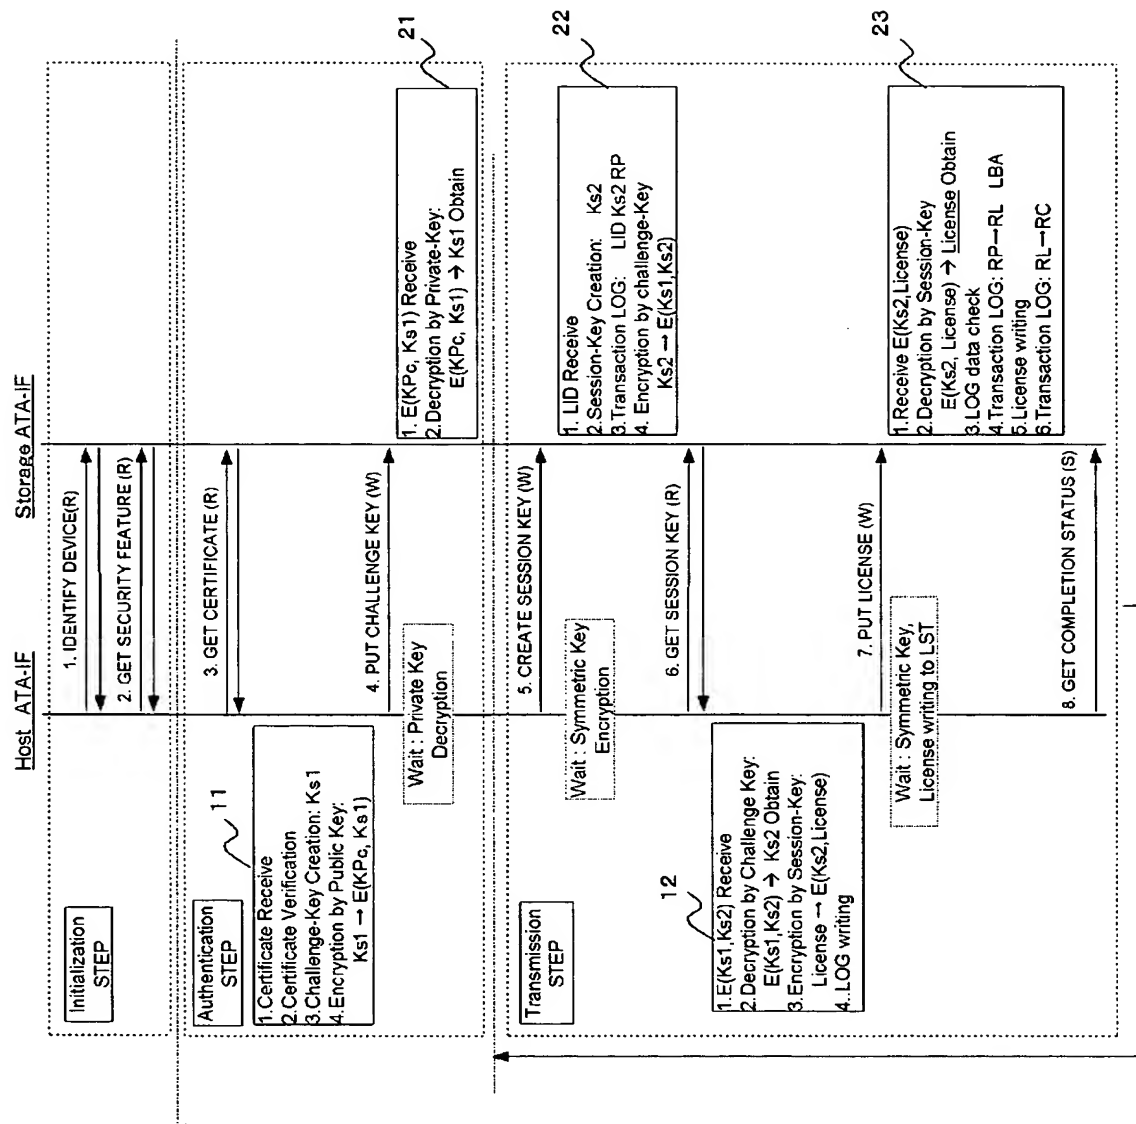 Host ATA-IF
Storage ATA-IF
Initialization
STEP
1. IDENTIFY DEVICE(R)
2. GET SECURITY FEATURE (R)
Authentication
STEP
3. GET CERTIFICATE (R)
11
1.Certificate Receive
2.Certificate Verification
3.Challenge-Key Creation: Ks1
4.Encryption by Public Key:
Ks1 → E(KPc, Ks1)
4. PUT CHALLENGE KEY (W)
Wait : Private Key
Decryption
21
1. E(KPc, Ks1) Receive
2.Decryption by Private-Key:
E(KPc, Ks1) → Ks1 Obtain
Transmission
STEP
5. CREATE SESSION KEY (W)
Wait : Symmetric Key
Encryption
22
1. LID Receive
2.Session-Key Creation: Ks2
3.Transaction LOG: LID Ks2 RP
4. Encryption by challenge-Key
Ks2 → E(Ks1,Ks2)
6. GET SESSION KEY (R)
12
1.E(Ks1,Ks2) Receive
2.Decryption by Challenge Key:
E(Ks1,Ks2) → Ks2 Obtain
3.Encryption by Session-Key:
License → E(Ks2,License)
4..LOG writing
7. PUT LICENSE (W)
Wait : Symmetric Key,
License writing to LST
23
1.Receive E(Ks2,License)
2.Decryption by Session-Key
E(Ks2, License) → License Obtain
3.LOG data check
4.Transaction LOG: RP→RL LBA
5.License writing
6.Transaction LOG: RL→RC
8. GET COMPLETION STATUS (S)